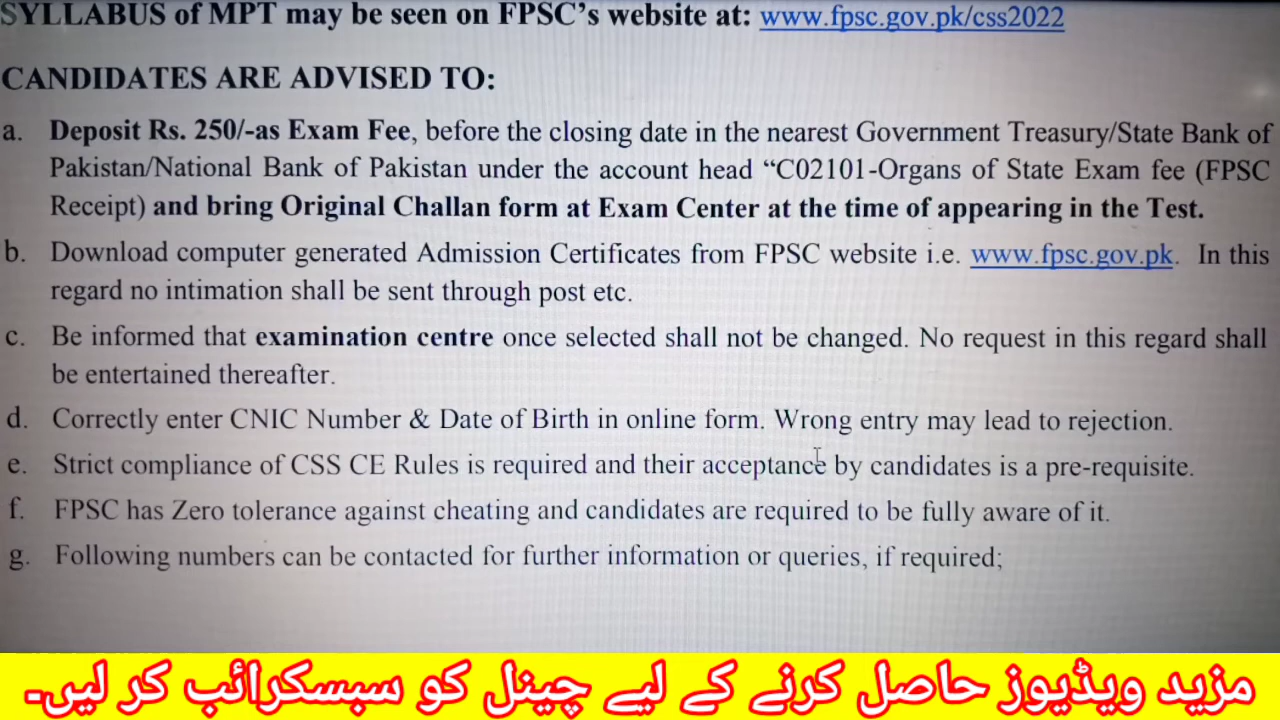 SYLLABUS of MPT may be seen on FPSC's website at: www.fpsc.gov.pk/css2022
CANDIDATES ARE ADVISED TO:
a. Deposit Rs. 250/-as Exam Fee, before the closing date in the nearest Government Treasury/State Bank of
Pakistan/National Bank of Pakistan under the account head “C02101-Organs of State Exam fee (FPSC
Receipt) and bring Original Challan form at Exam Center at the time of appearing in the Test.
b. Download computer generated Admission Certificates from FPSC website i.e. www.fpsc.gov.pk. In this
regard no intimation shall be sent through post etc.
c. Be informed that examination centre once selected shall not be changed. No request in this regard shall
be entertained thereafter.
d. Correctly enter CNIC Number & Date of Birth in online form. Wrong entry may lead to rejection.
e. Strict compliance of CSS CE Rules is required and their acceptance by candidates is a pre-requisite.
f. FPSC has Zero tolerance against cheating and candidates are required to be fully aware of it.
g. Following numbers can be contacted for further information or queries, if required;
مزید ویڈیوز حاصل کرنے کے لیے چینل کو سبسکرائب کر لیں۔